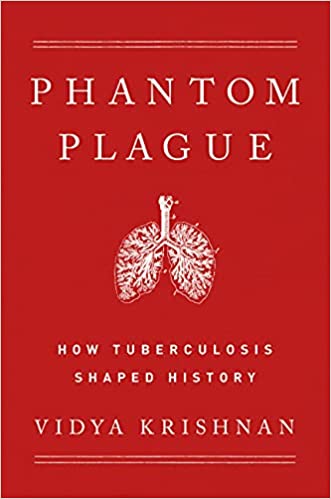 PHANTOM
PLAGUE
HOW TUBERCULOSIS
SHAPED HISTORY
VIDYA KRISHNAN